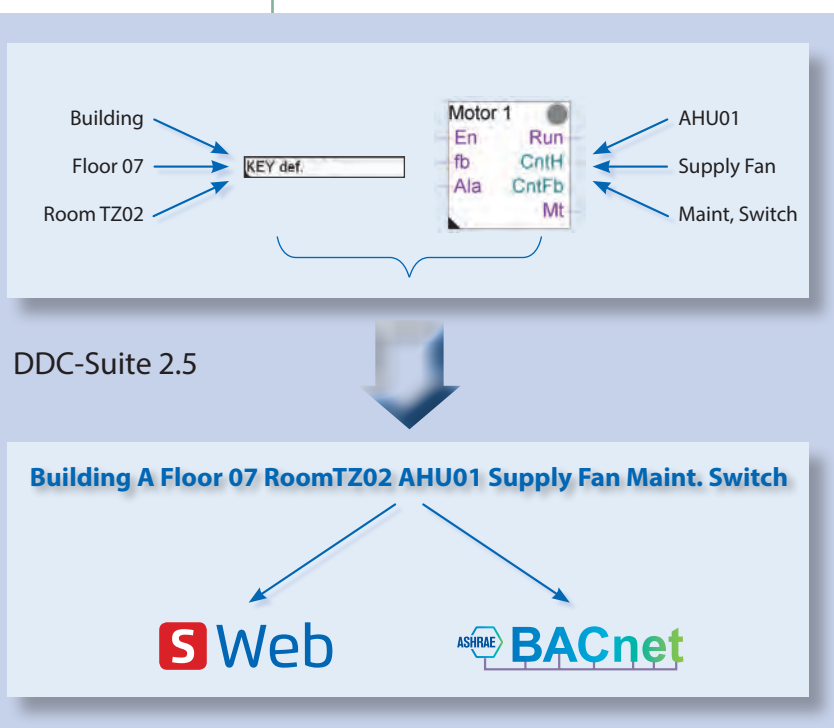 Building
Floor 07
Room TZ02
KEY def.
Motor 1
En Run
fb CntH
Ala CntFb
Mt
AHU01
Supply Fan
Maint, Switch
DDC-Suite 2.5
Building A Floor 07 RoomTZ02 AHU01 Supply Fan Maint. Switch
S Web
ASHRAE BACnet